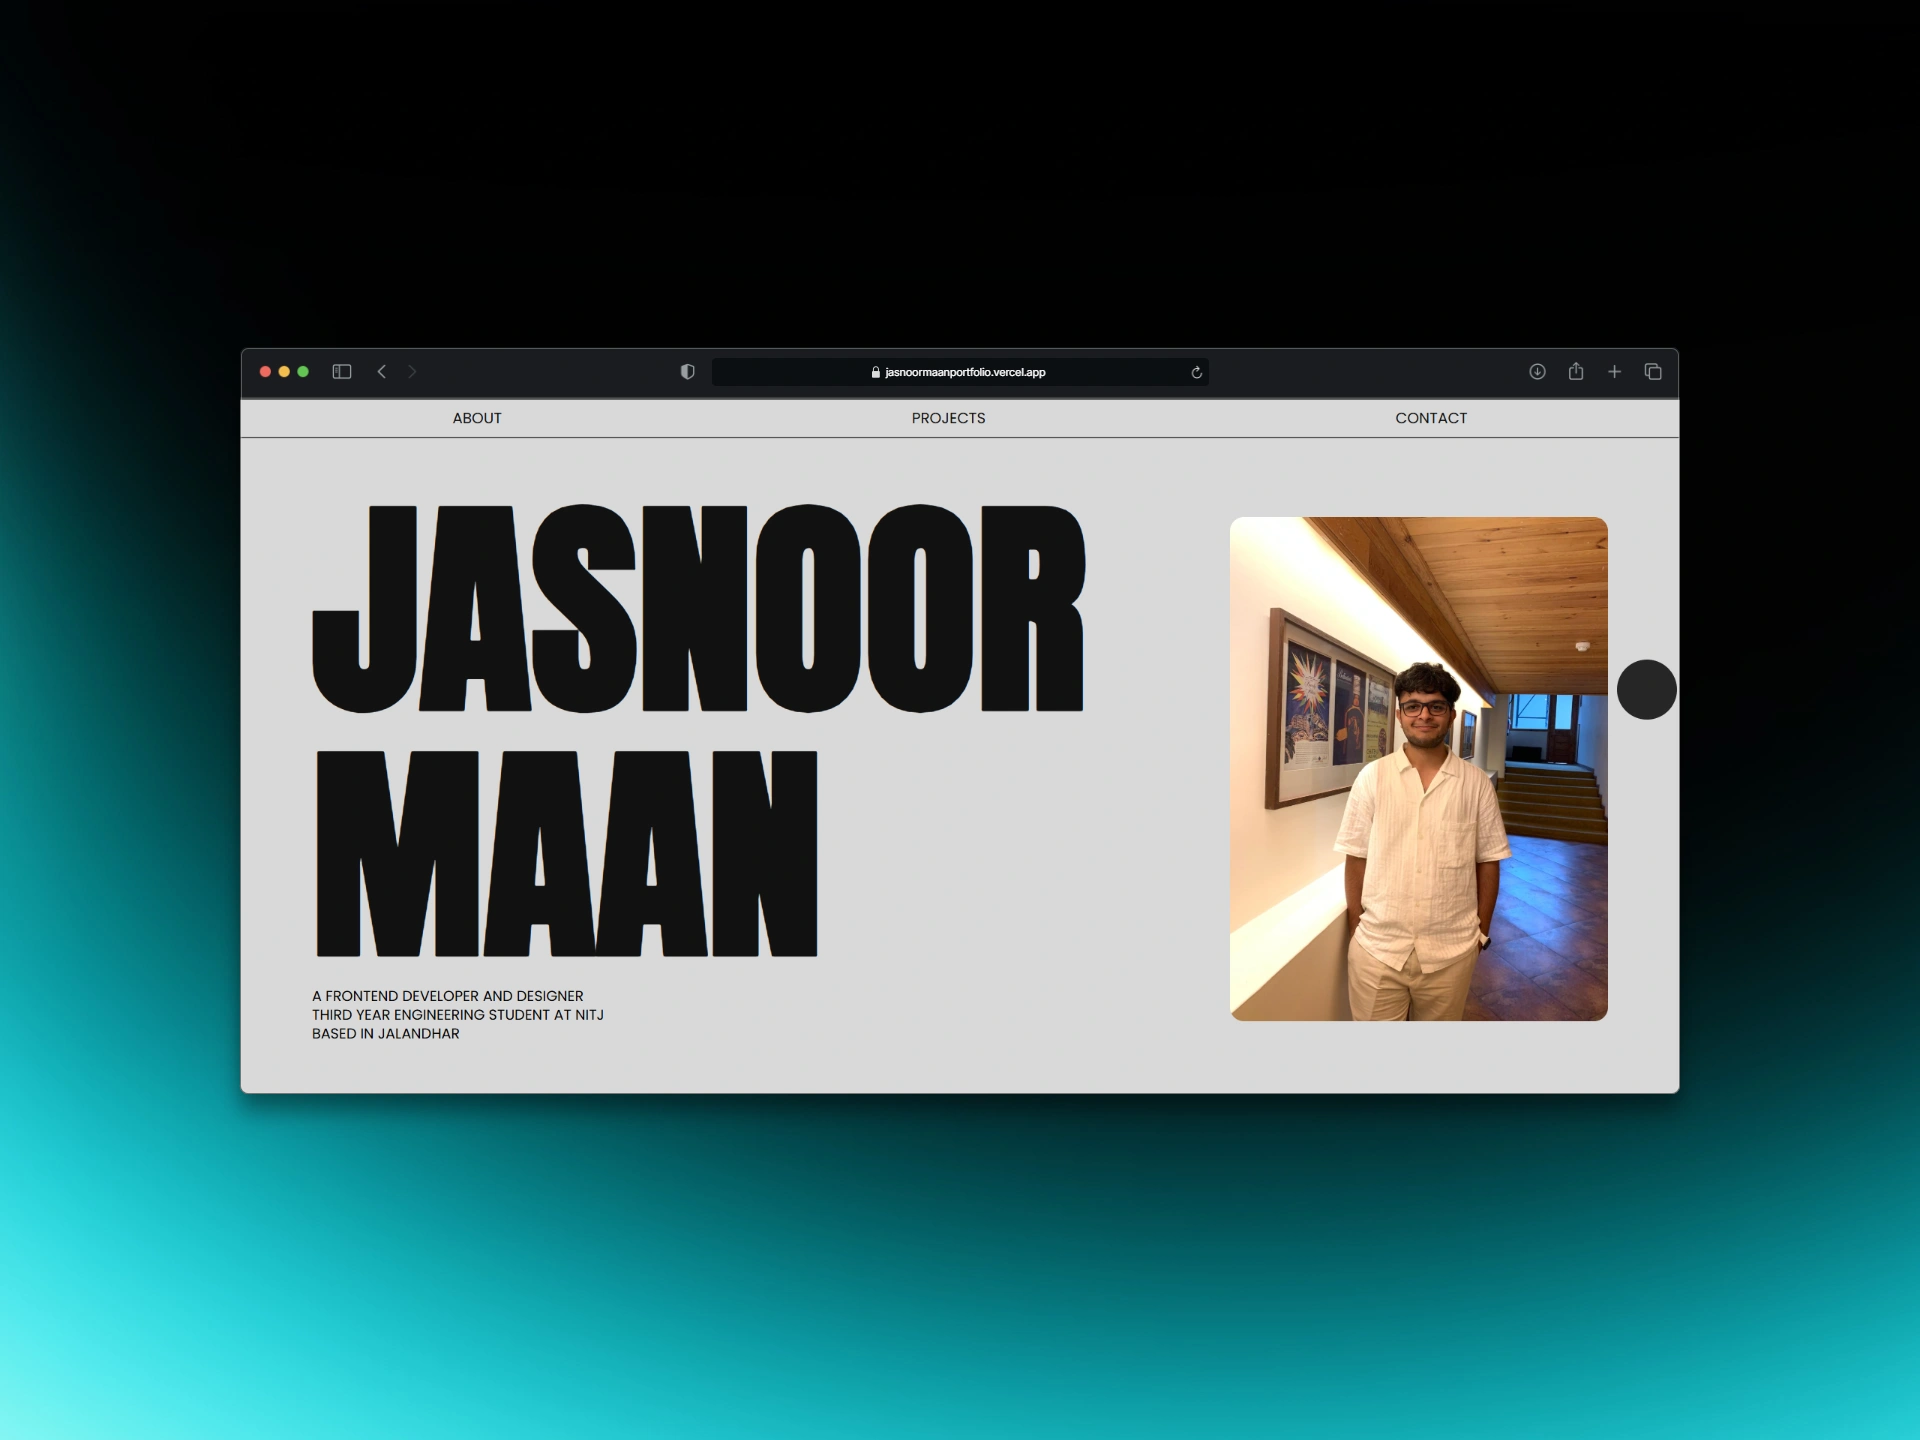 jasnoormaanportfolio.vercel.app
ABOUT
PROJECTS
CONTACT
JASNOOR
MAAN
A FRONTEND DEVELOPER AND DESIGNER
THIRD YEAR ENGINEERING STUDENT AT NITJ
BASED IN JALANDHAR